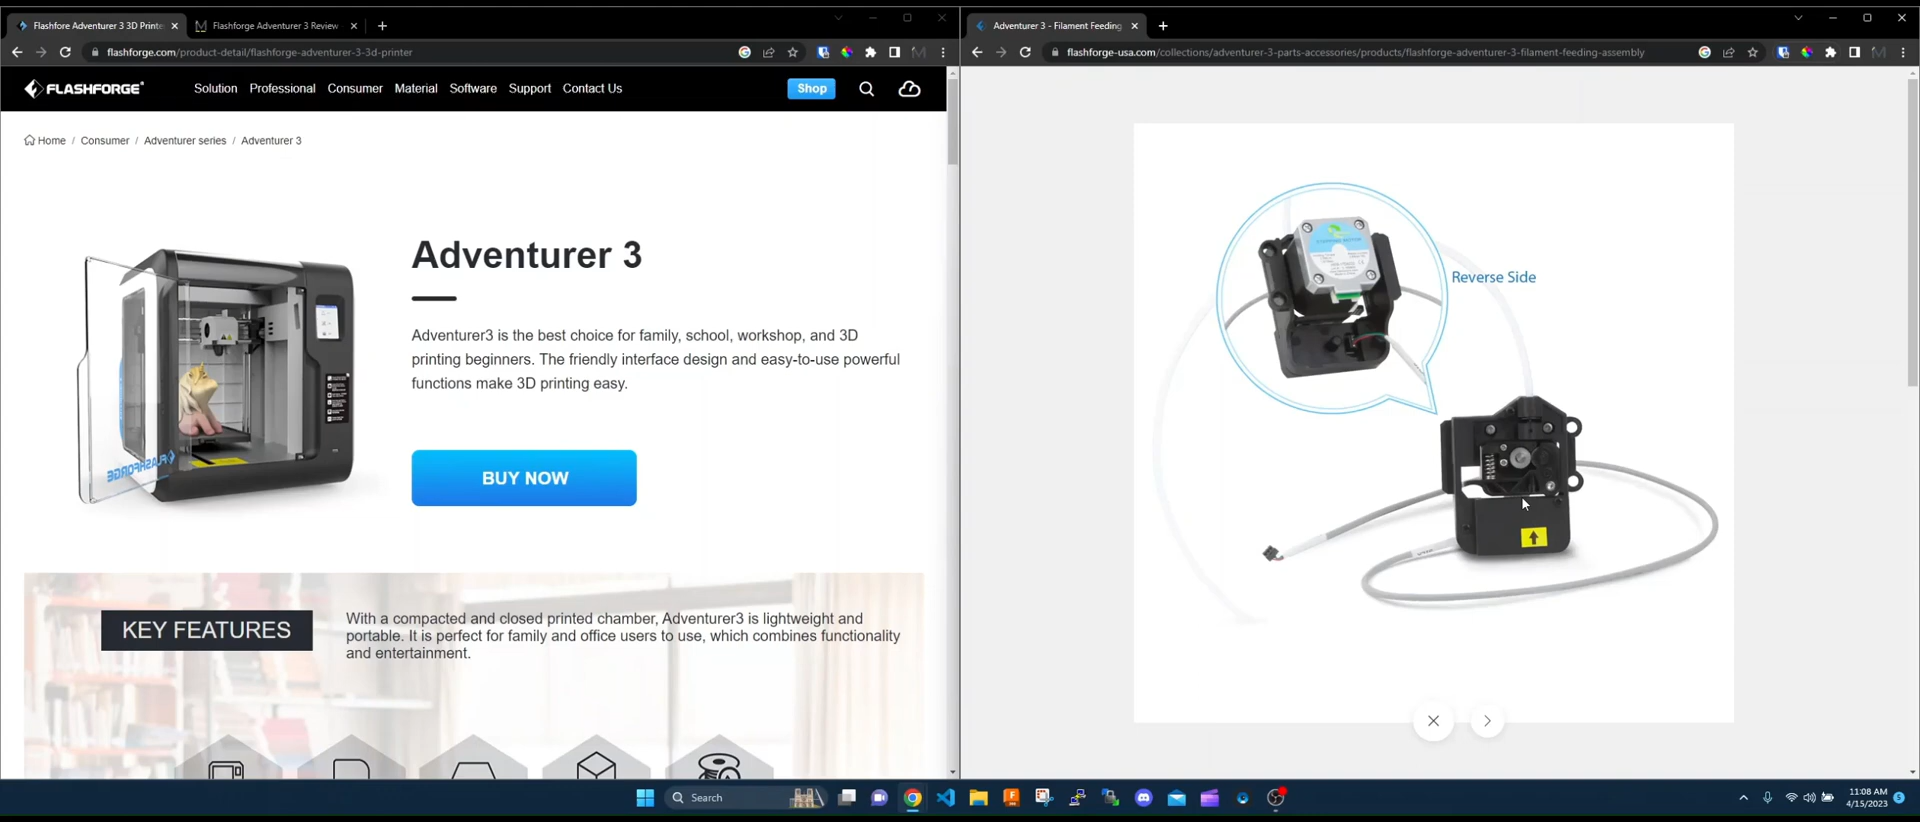 Flashfore Adventurer 3 3D Printe
Flashforge Adventurer 3 Review
flashforge.com/product-detail/flashforge-adventurer-3-3d-printer
FLASHFORGE
Solution
Professional
Consumer
Material
Software
Support
Contact Us
Shop
Home / Consumer / Adventurer series / Adventurer 3
Adventurer 3
Adventurer3 is the best choice for family, school, workshop, and 3D
printing beginners. The friendly interface design and easy-to-use powerful
functions make 3D printing easy.
FLASHFORGE
BUY NOW
KEY FEATURES
With a compacted and closed printed chamber, Adventurer3 is lightweight and
portable. It is perfect for family and office users to use, which combines functionality
and entertainment.
Adventurer 3 - Filament Feeding
flashforge-usa.com/collections/adventurer-3-parts-accessories/products/flashforge-adventurer-3-filament-feeding-assembly
Reverse Side
Search
11:08 AM
4/15/2023